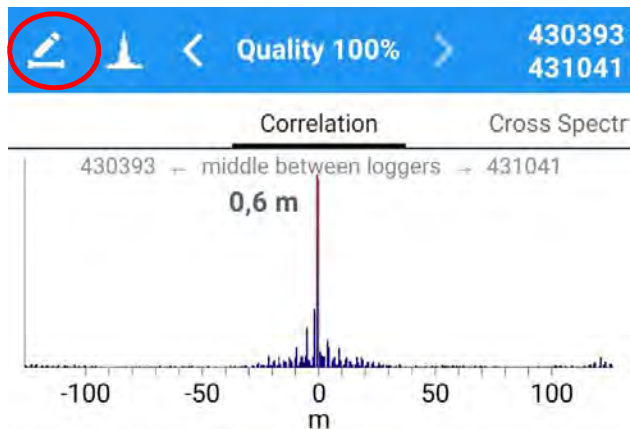 Quality 100%
430393
431041
Correlation
Cross Spectr
430393 ← middle between loggers → 431041
0,6 m
-100 -50 0 50 100
m